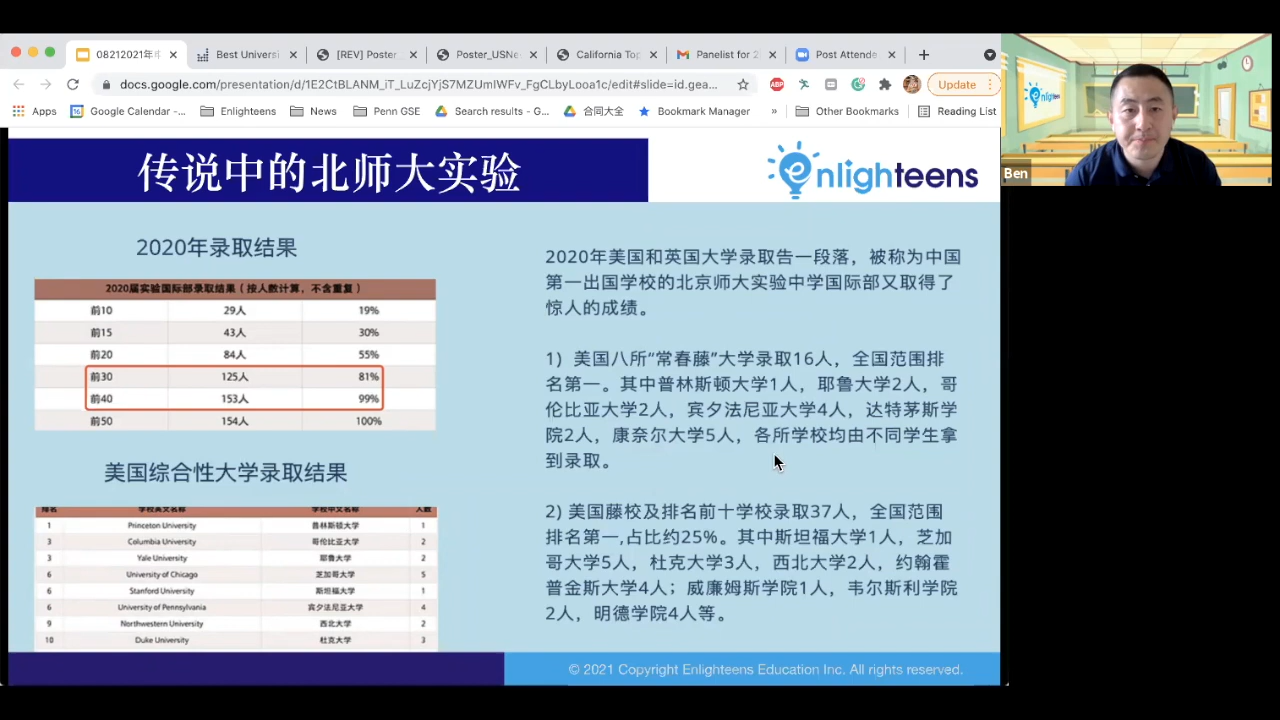 08212021年
Best Universi
[REV] Poster
Poster_USNe
California Top
Panelist for 2
Post Attende
docs.google.com/presentation/d/1E2CtBLANM_iT_LuZoYjS7MZUmIWFv_FgCLbyLooa1c/edit#slide=id.gea...
ABP
Update
Apps
Google Calendar -...
Enlighteens
News
Penn GSE
Search results - G...
合同大全
Bookmark Manager
»
Other Bookmarks
Reading List
Ben
传说中的北师大实验
enlighteens
2020年录取结果
2020届实验国际部录取结果（按人数计算，不含重复）
前10 29人 19%
前15 43人 30%
前20 84人 55%
前30 125人 81%
前40 153人 99%
前50 154人 100%
美国综合性大学录取结果
排名 学校英文名称 学校中文名称 人数
1 Princeton University 普林斯顿大学 1
3 Columbia University 哥伦比亚大学 2
3 Yale University 耶鲁大学 2
6 University of Chicago 芝加哥大学 5
6 Stanford University 斯坦福大学 1
6 University of Pennsylvania 宾夕法尼亚大学 4
9 Northwestern University 西北大学 2
10 Duke University 杜克大学 3
2020年美国和英国大学录取告一段落，被称为中国
第一出国学校的北京师大实验中学国际部又取得了
惊人的成绩。
1）美国八所“常春藤”大学录取16人，全国范围排
名第一。其中普林斯顿大学1人，耶鲁大学2人，哥
伦比亚大学2人，宾夕法尼亚大学4人，达特茅斯学
院2人，康奈尔大学5人，各所学校均由不同学生拿
到录取。
2) 美国藤校及排名前十学校录取37人，全国范围
排名第一,占比约25%。其中斯坦福大学1人，芝加
哥大学5人，杜克大学3人，西北大学2人，约翰霍
普金斯大学4人；威廉姆斯学院1人，韦尔斯利学院
2人，明德学院4人等。
© 2021 Copyright Enlighteens Education Inc. All rights reserved.